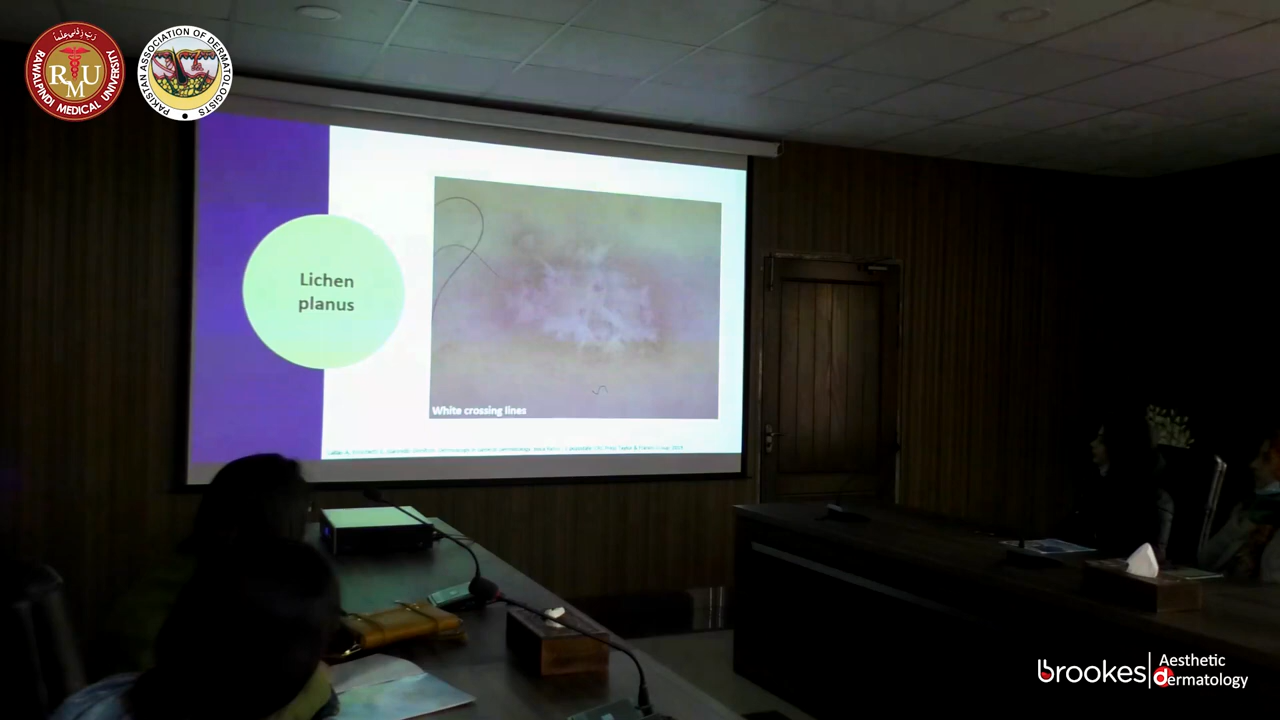 RAWALPINDI MEDICAL UNIVERSITY
RMU
PAKISTAN ASSOCIATION OF DERMATOLOGISTS
Lichen
planus
White crossing lines
brookes
Aesthetic
dermatology